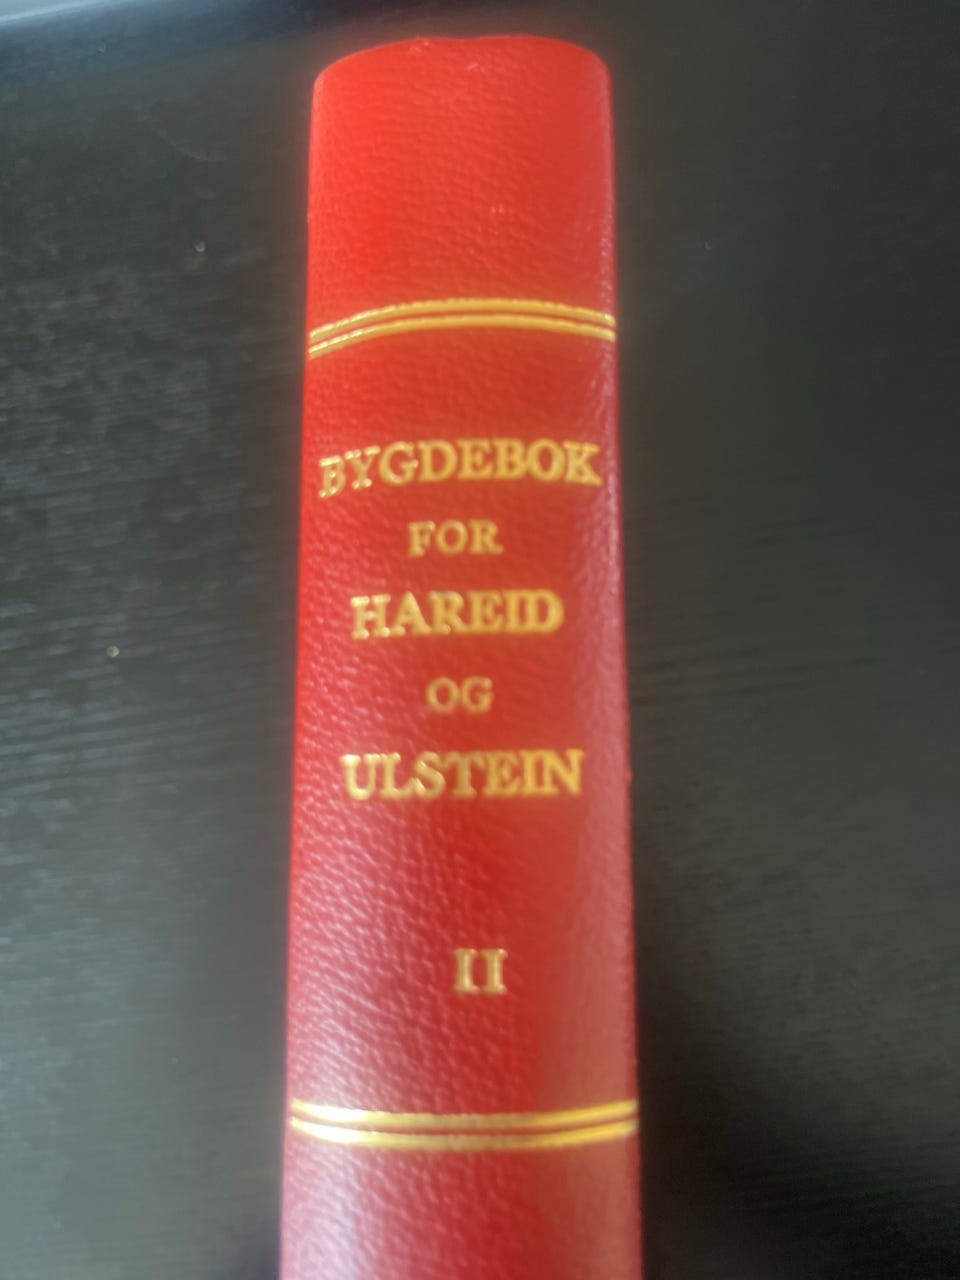 BYGDEBOK
FOR
HAREID
OG
ULSTEIN
II